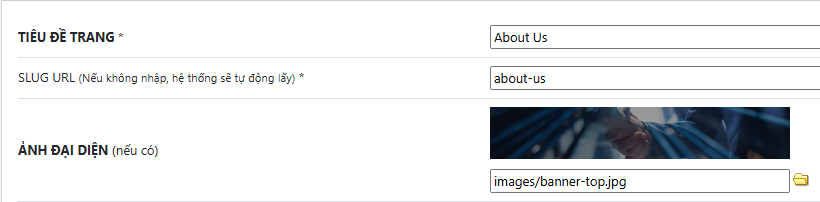 TIÊU ĐỀ TRANG * About Us
SLUG URL (Nếu không nhập, hệ thống sẽ tự động lấy) * about-us
ẢNH ĐẠI DIỆN (nếu có)
images/banner-top.jpg